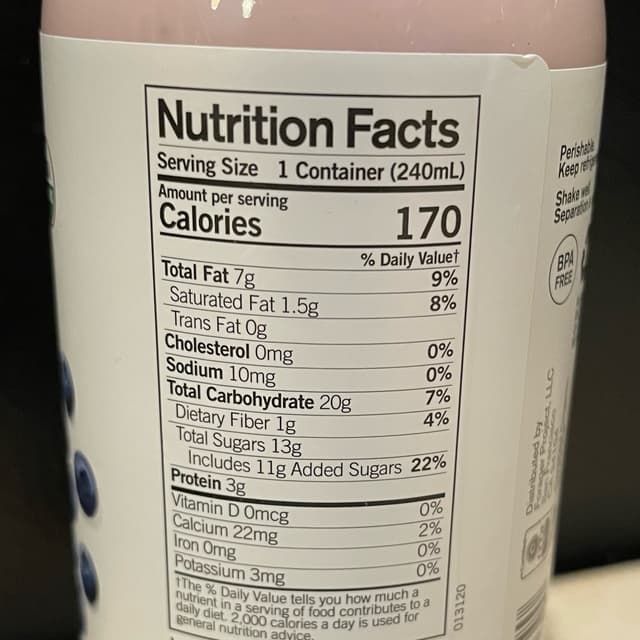 Nutrition Facts
Serving Size 1 Container (240mL)
Amount per serving
Calories 170
% Daily Value†
Total Fat 7g 9%
Saturated Fat 1.5g 8%
Trans Fat 0g
Cholesterol 0mg 0%
Sodium 10mg 0%
Total Carbohydrate 20g 7%
Dietary Fiber 1g 4%
Total Sugars 13g
Includes 11g Added Sugars 22%
Protein 3g
Vitamin D 0mcg 0%
Calcium 22mg 2%
Iron 0mg 0%
Potassium 3mg 0%
†The % Daily Value tells you how much a
nutrient in a serving of food contributes to a
daily diet. 2,000 calories a day is used for
general nutrition advice.
013120
Perishable
Keep
Shake well
Separation
BPA
FREE
Distributed by
Project, LLC